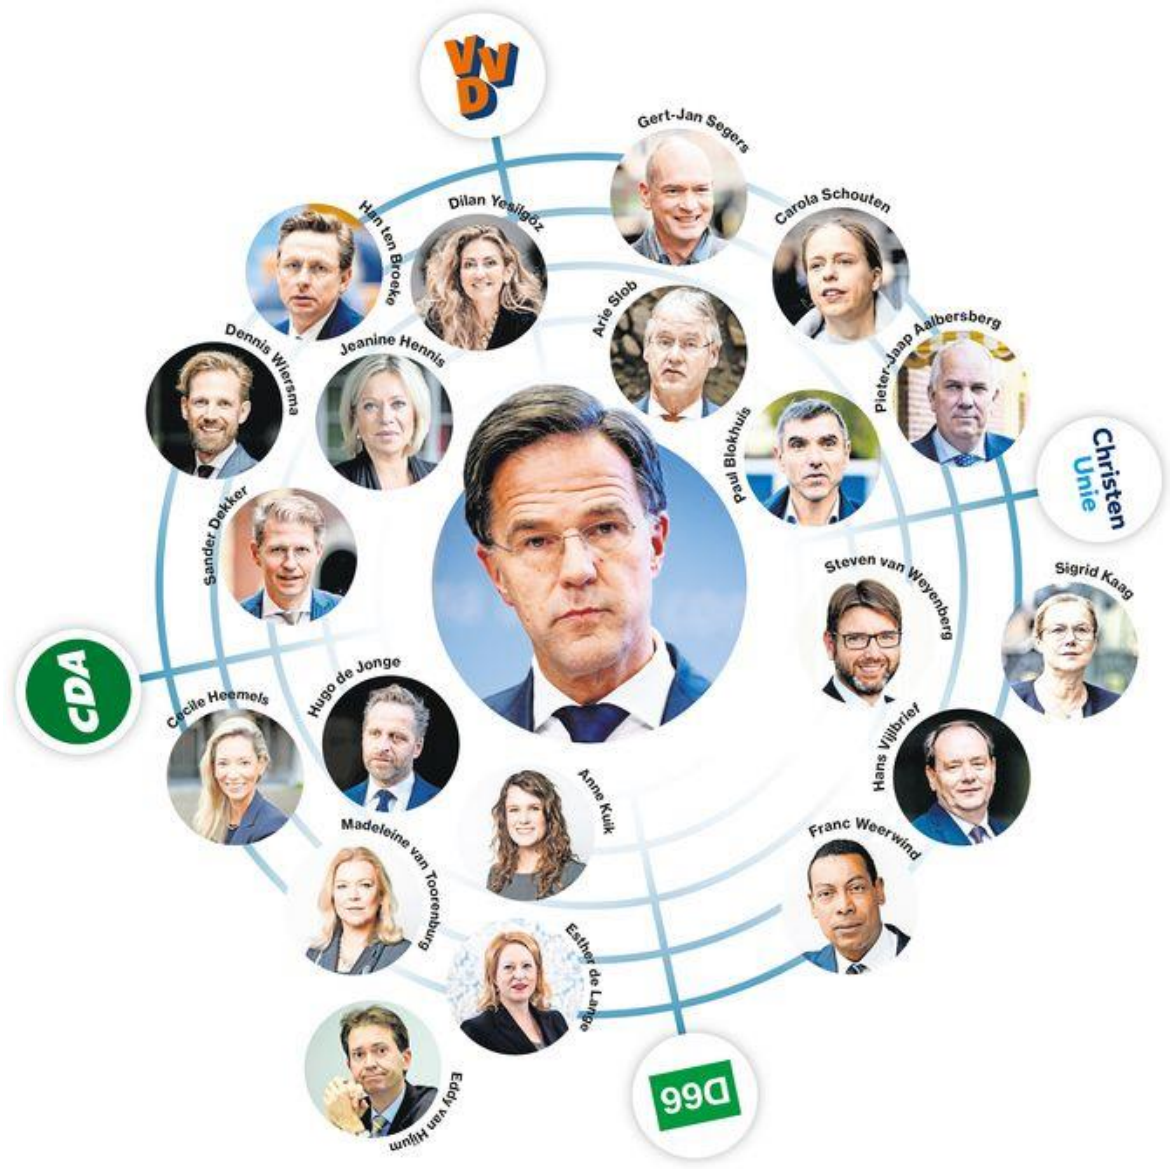 VVD
Gert-Jan Segers
Carola Schouten
Dilan Yesilgöz
Han ten Broeke
Arie Slob
Pieter-Jaap Aalbersberg
Dennis Wiersma
Jeanine Hennis
Paul Blokhuis
Christen
Unie
Sander Dekker
Steven van Weyenberg
Sigrid Kaag
CDA
Hugo de Jonge
Cecile Heemels
Hans Vijlbrief
Anne Kuik
Madeleine van Toorenburg
Franc Weerwind
Esther de Lange
Eddy van Hijum
D66